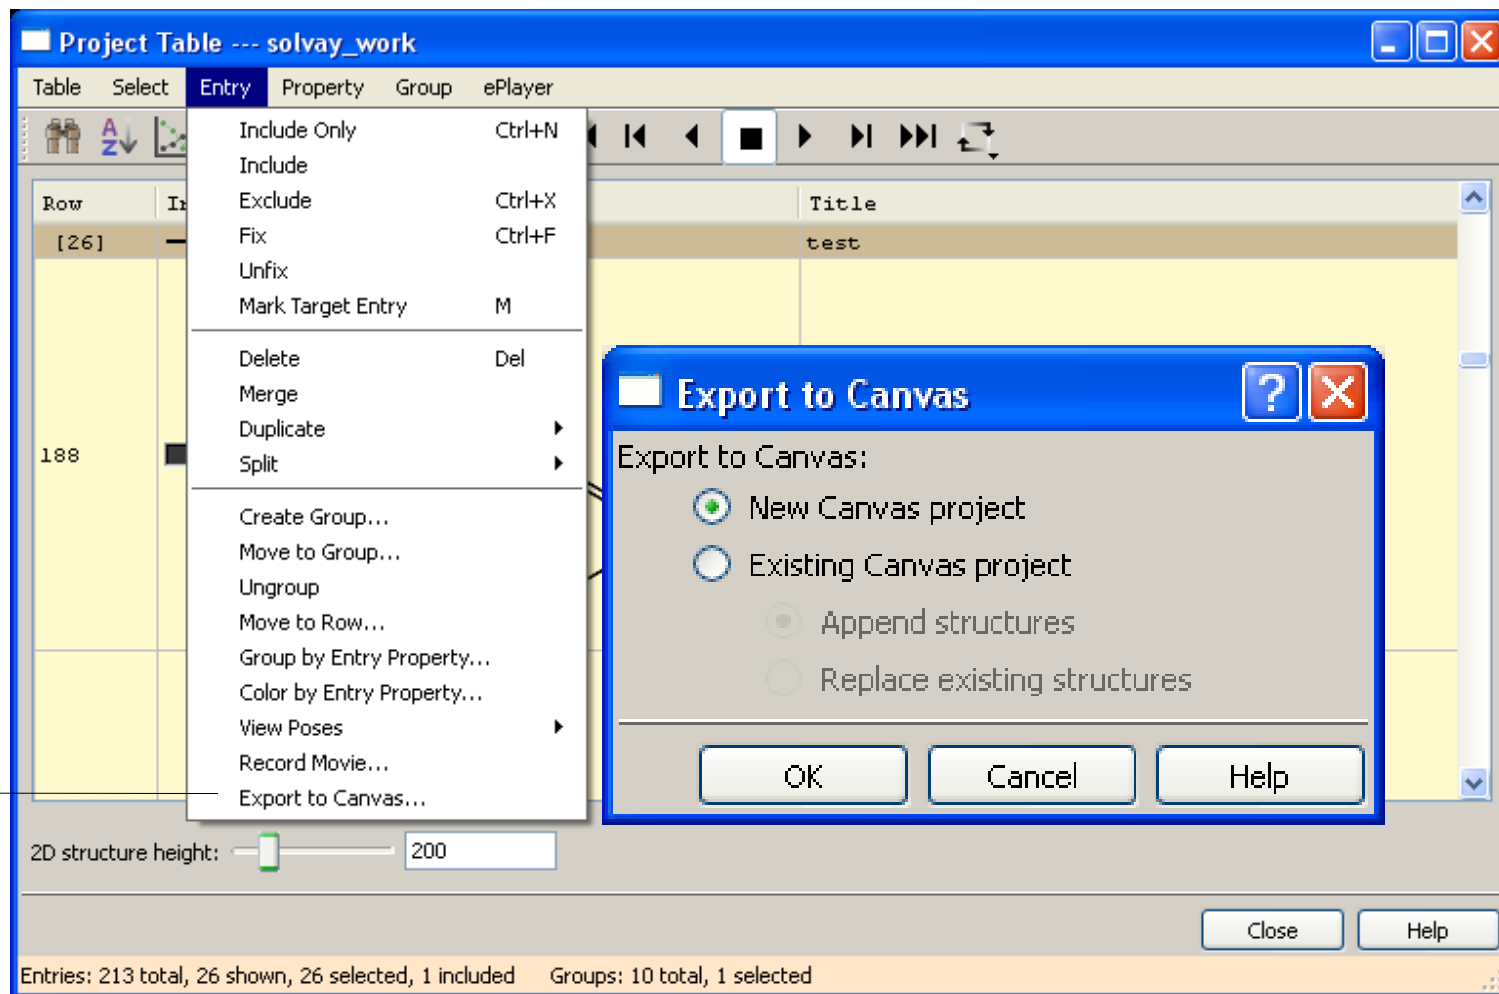 Project Table --- solvay_work
Table Select Entry Property Group ePlayer
Include Only Ctrl+N
Include
Exclude Ctrl+X
Fix Ctrl+F
Unfix
Mark Target Entry M
Delete Del
Merge
Duplicate
Split
Create Group...
Move to Group...
Ungroup
Move to Row...
Group by Entry Property...
Color by Entry Property...
View Poses
Record Movie...
Export to Canvas...
A
Z
Row Title
[26] test
188
Export to Canvas
?
Export to Canvas:
New Canvas project
Existing Canvas project
Append structures
Replace existing structures
OK Cancel Help
2D structure height: 200
Close Help
Entries: 213 total, 26 shown, 26 selected, 1 included Groups: 10 total, 1 selected